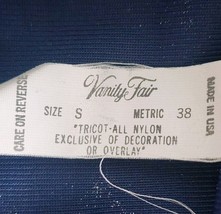 CARE ON REVERSE
Vanity Fair
SIZE S METRIC 38
"TRICOT-ALL NYLON
EXCLUSIVE OF DECORATION
OR OVERLAY"
MADE IN USA